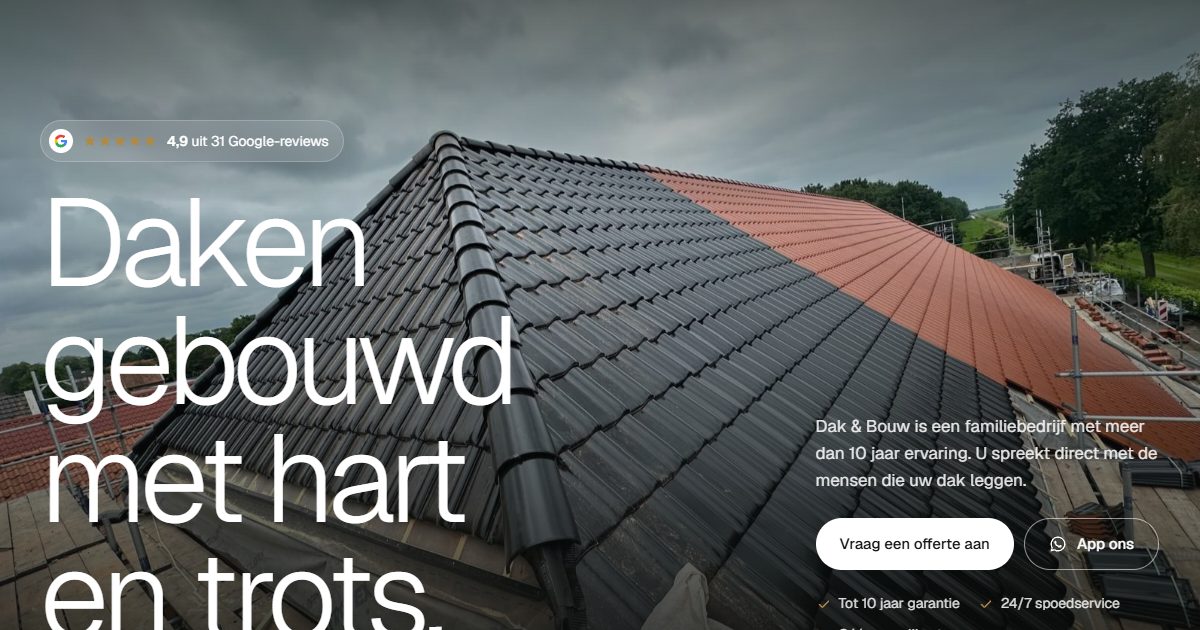 4,9 uit 31 Google-reviews
Daken
gebouwd
met hart
en trots.
Dak & Bouw is een familiebedrijf met meer
dan 10 jaar ervaring. U spreekt direct met de
mensen die uw dak leggen.
Vraag een offerte aan
App ons
Tot 10 jaar garantie
24/7 spoedservice